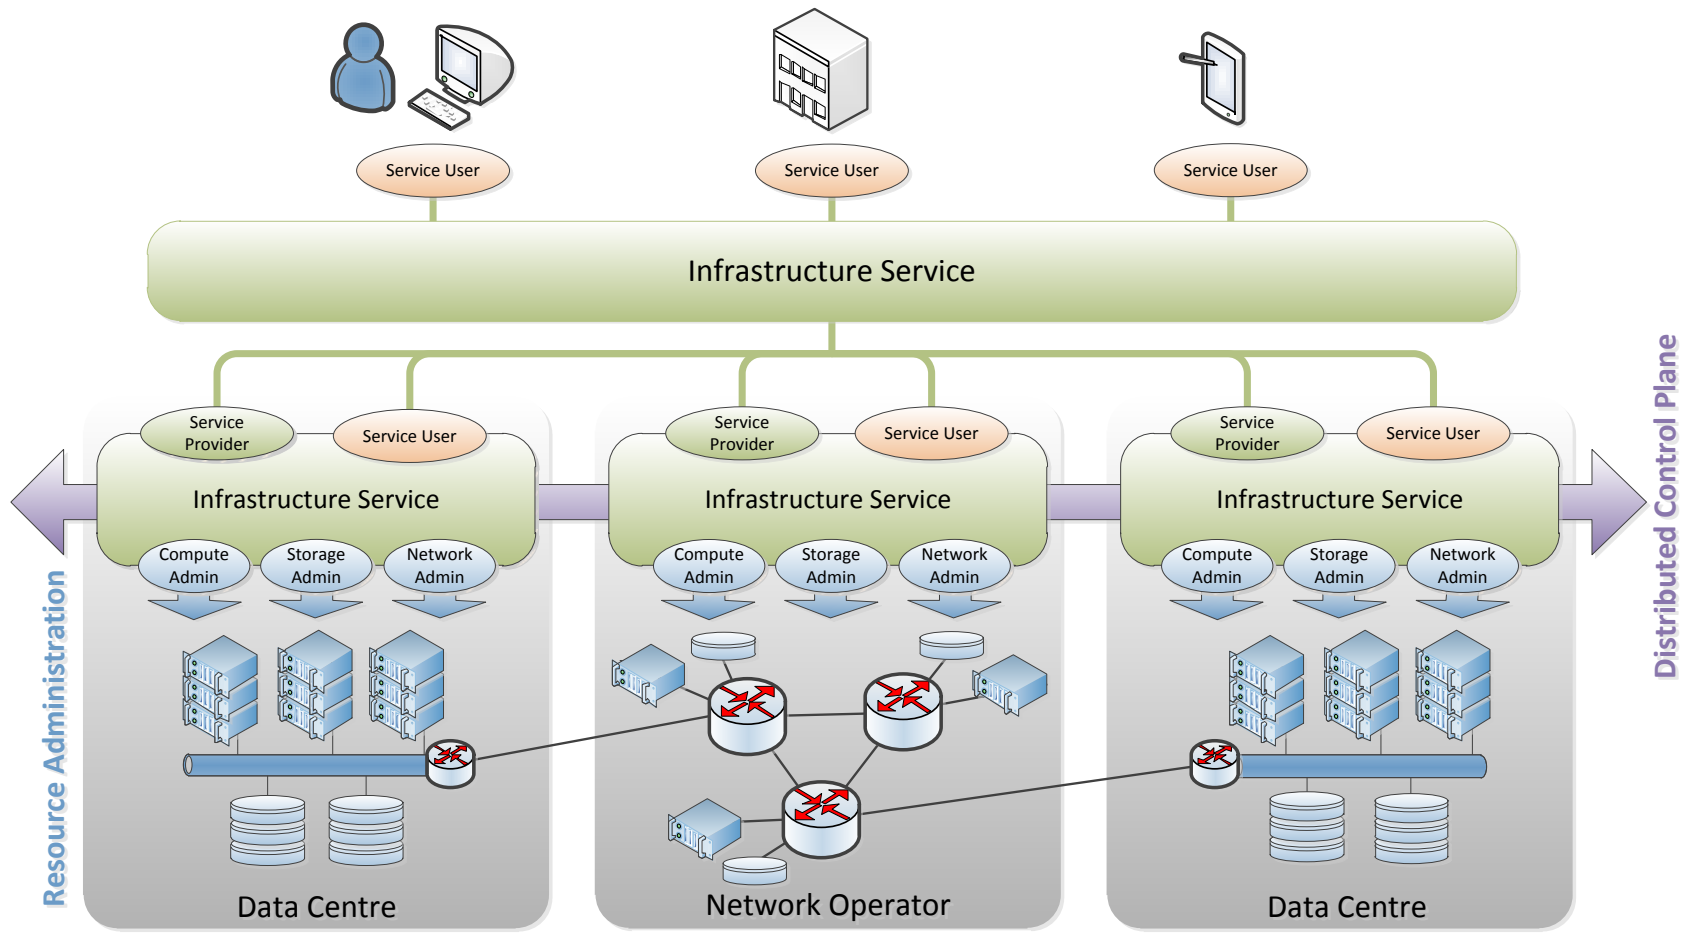 Service User
Service User
Service User
Infrastructure Service
Service
Provider
Service User
Service
Provider
Service User
Service
Provider
Service User
Infrastructure Service
Infrastructure Service
Infrastructure Service
Compute
Admin
Storage
Admin
Network
Admin
Compute
Admin
Storage
Admin
Network
Admin
Compute
Admin
Storage
Admin
Network
Admin
Resource Administration
Distributed Control Plane
Data Centre
Network Operator
Data Centre